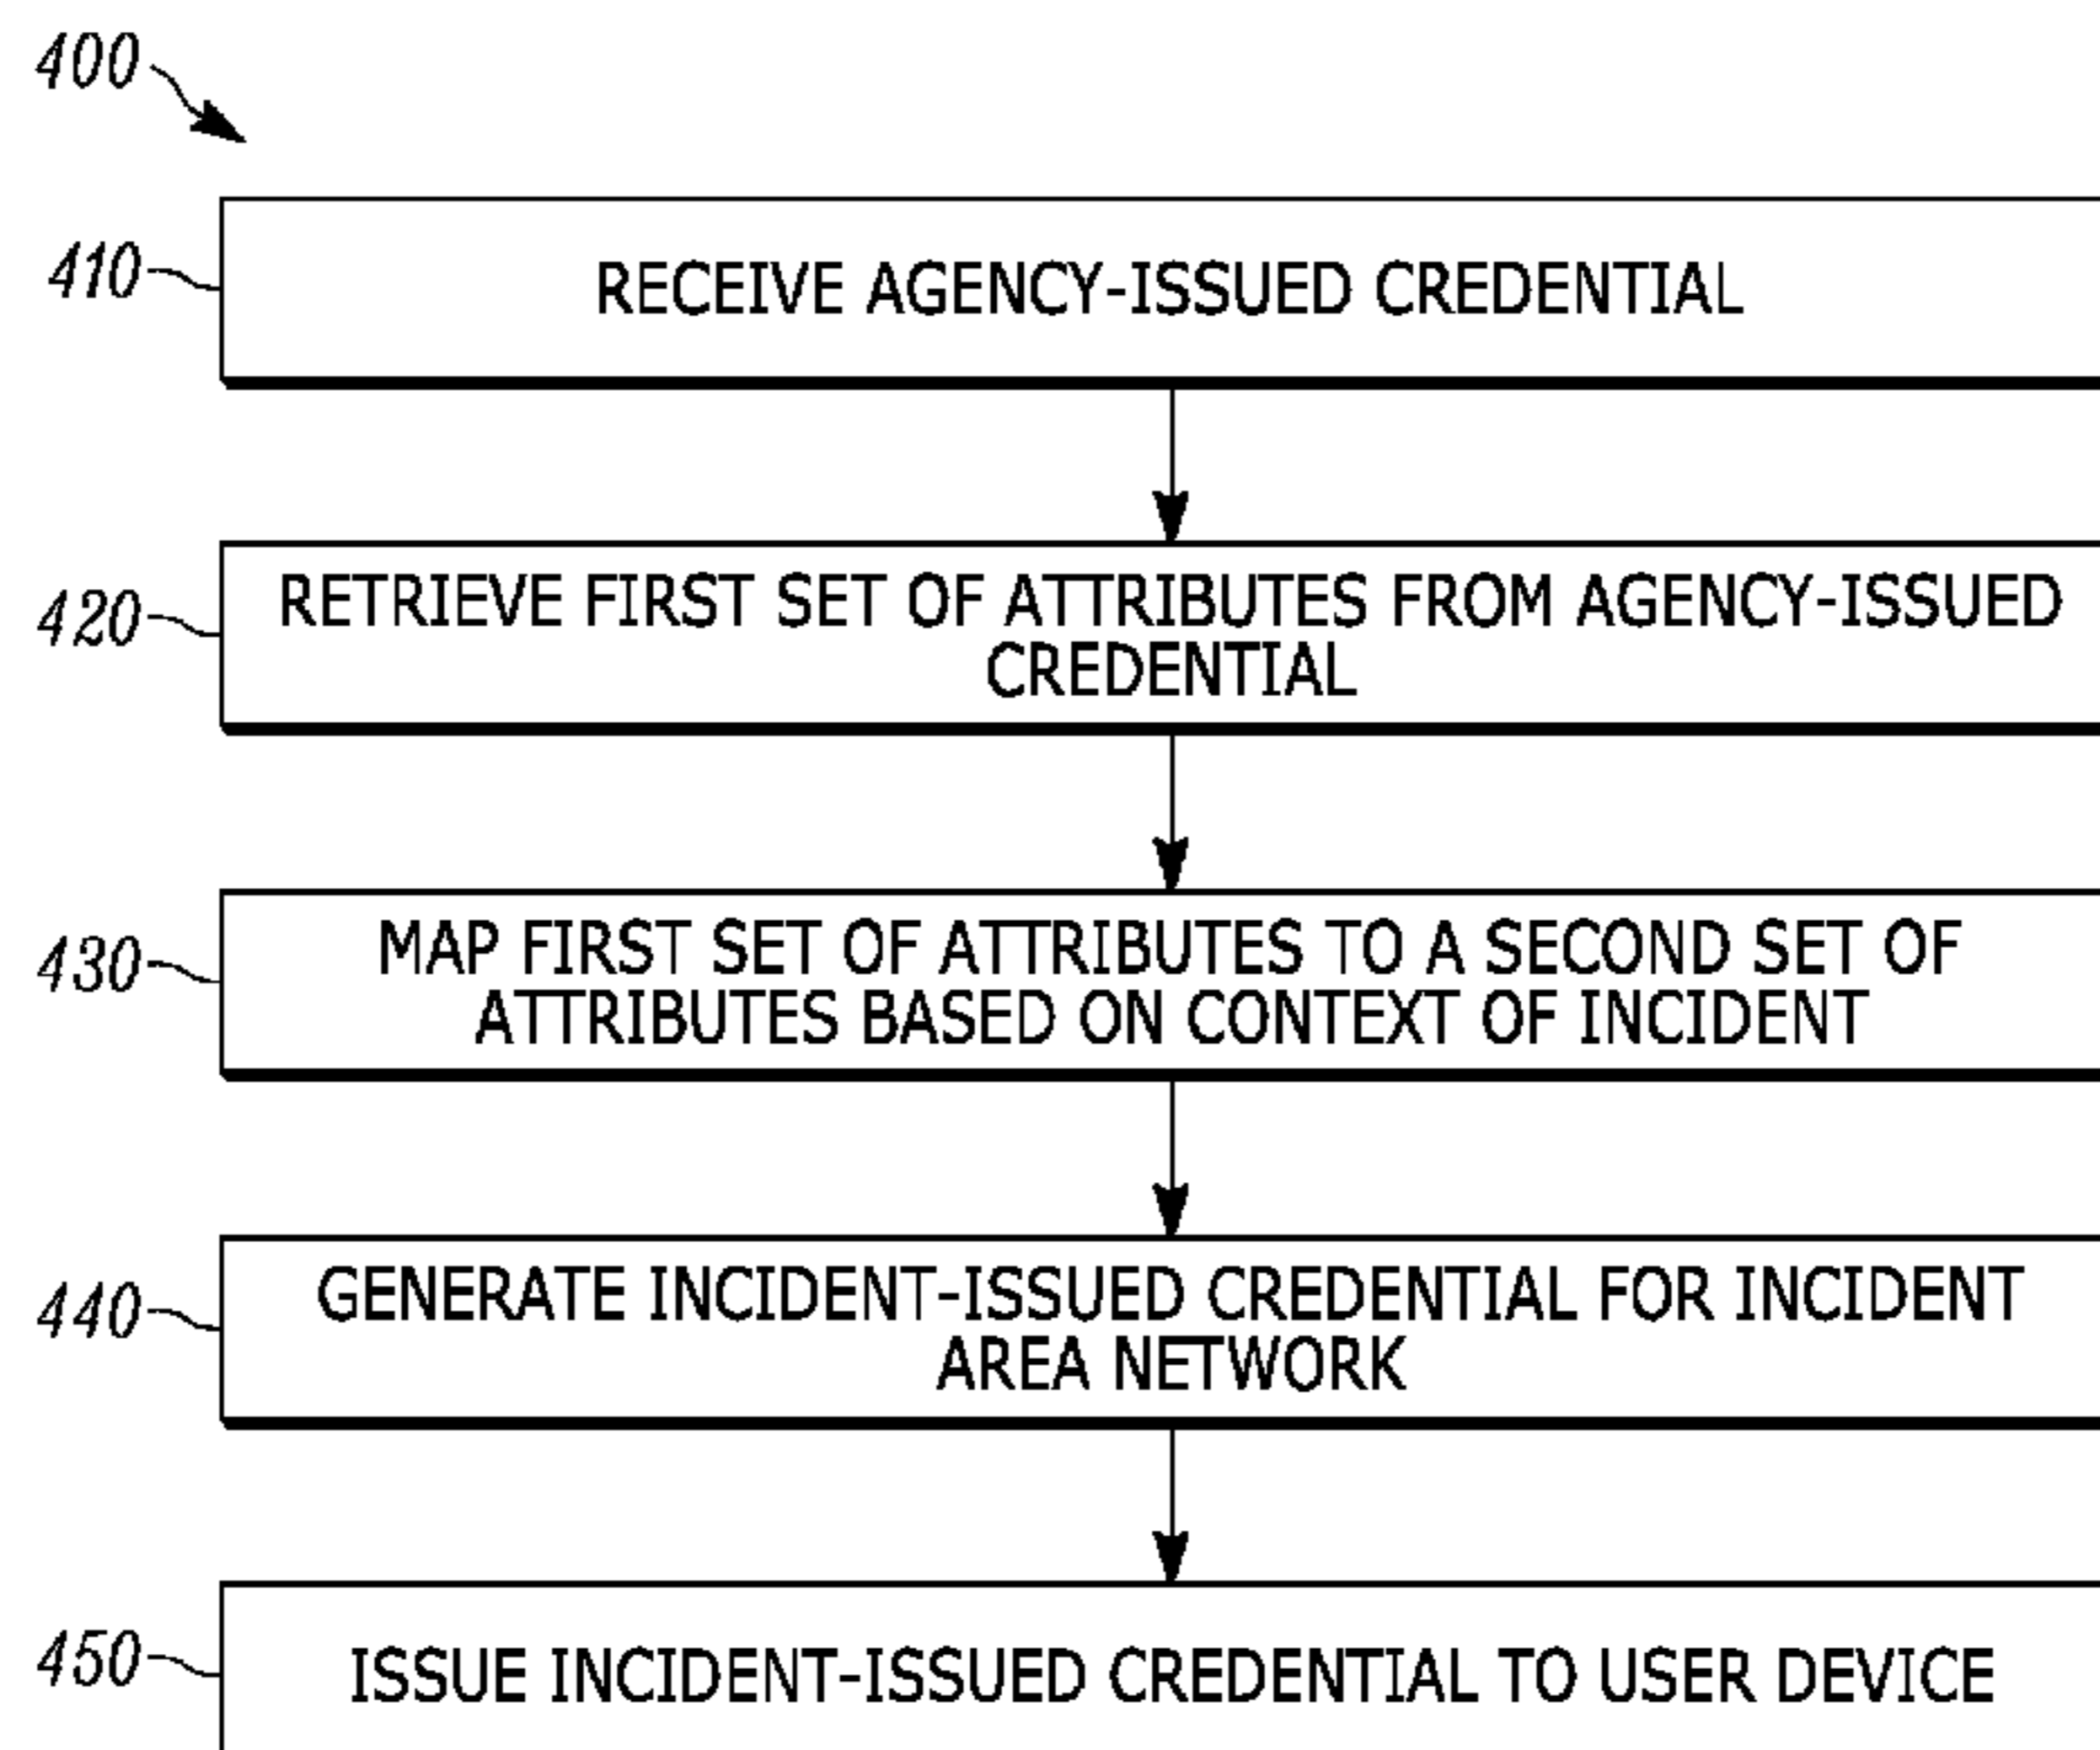 400
410
RECEIVE AGENCY-ISSUED CREDENTIAL
420
RETRIEVE FIRST SET OF ATTRIBUTES FROM AGENCY-ISSUED
CREDENTIAL
430
MAP FIRST SET OF ATTRIBUTES TO A SECOND SET OF
ATTRIBUTES BASED ON CONTEXT OF INCIDENT
440
GENERATE INCIDENT-ISSUED CREDENTIAL FOR INCIDENT
AREA NETWORK
450
ISSUE INCIDENT-ISSUED CREDENTIAL TO USER DEVICE